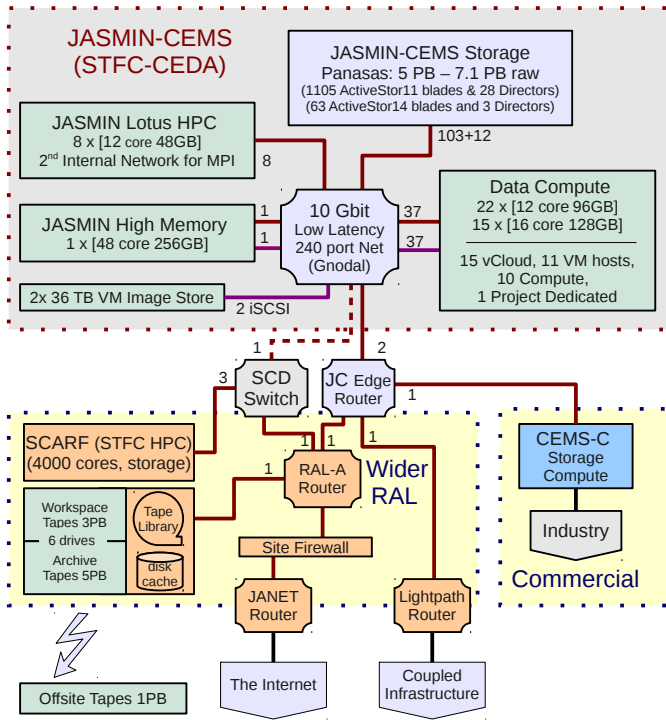 JASMIN-CEMS
(STFC-CEDA)
JASMIN-CEMS Storage
Panasas: 5 PB – 7.1 PB raw
(1105 ActiveStor11 blades & 28 Directors)
(63 ActiveStor14 blades and 3 Directors)
103+12
JASMIN Lotus HPC
8 x [12 core 48GB]
2nd Internal Network for MPI
8
JASMIN High Memory
1 x [48 core 256GB]
1
1
10 Gbit
Low Latency
240 port Net
(Gnodal)
37
37
Data Compute
22 x [12 core 96GB]
15 x [16 core 128GB]
15 vCloud, 11 VM hosts,
10 Compute,
1 Project Dedicated
2x 36 TB VM Image Store
2 iSCSI
1
2
3
SCD
Switch
JC Edge
Router
1
SCARF (STFC HPC)
(4000 cores, storage)
1
1
1
1
RAL-A
Router
Wider
RAL
CEMS-C
Storage
Compute
Workspace
Tapes 3PB
6 drives
Archive
Tapes 5PB
Tape
Library
disk
cache
Site Firewall
Industry
Commercial
JANET
Router
Lightpath
Router
The Internet
Coupled
Infrastructure
Offsite Tapes 1PB